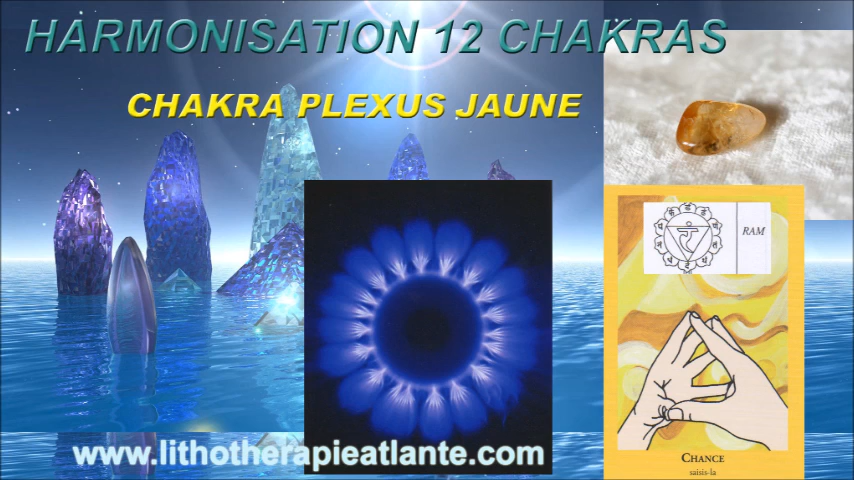 HARMONISATION 12 CHAKRAS
CHAKRA PLEXUS JAUNE
RAM
CHANCE
saisis-la
www.lithotherapieatlante.com